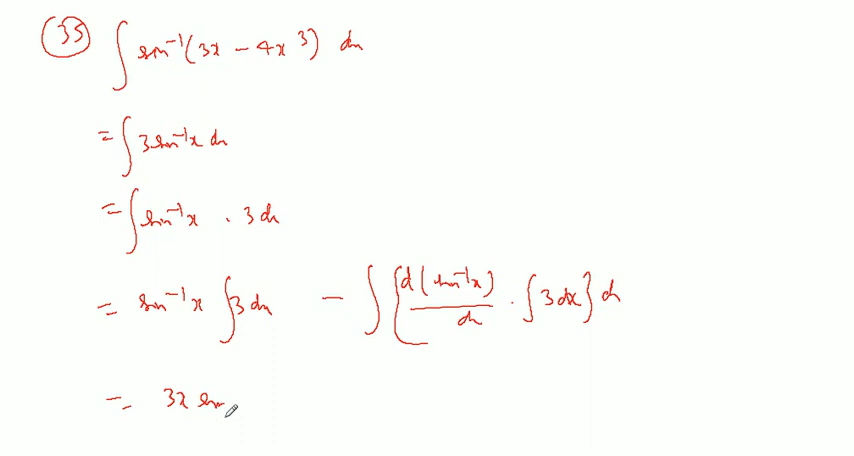 (35) ∫ sin⁻¹(3x − 4x³) dx
= ∫ 3 sin⁻¹x dx
= ∫ sin⁻¹x . 3 dx
= sin⁻¹x ∫ 3 dx − ∫ { d(sin⁻¹x)/dx . ∫ 3 dx } dx
= 3x sin